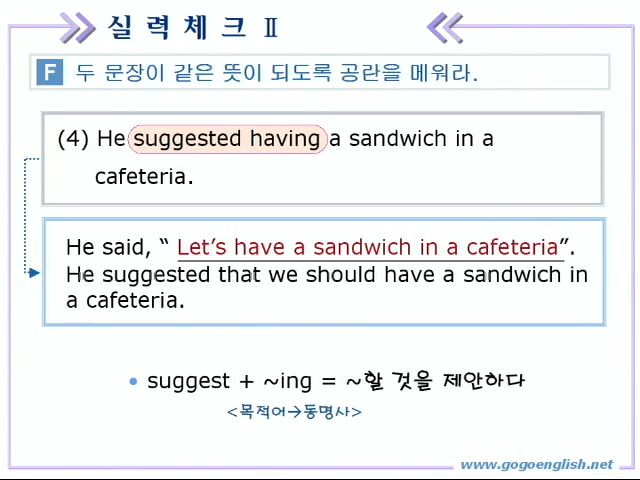 실 력 체 크 Ⅱ
F 두 문장이 같은 뜻이 되도록 공란을 메워라.
(4) He suggested having a sandwich in a
cafeteria.
He said, “ Let’s have a sandwich in a cafeteria”.
He suggested that we should have a sandwich in
a cafeteria.
• suggest + ~ing = ~할 것을 제안하다
<목적어→동명사>
www.gogoenglish.net